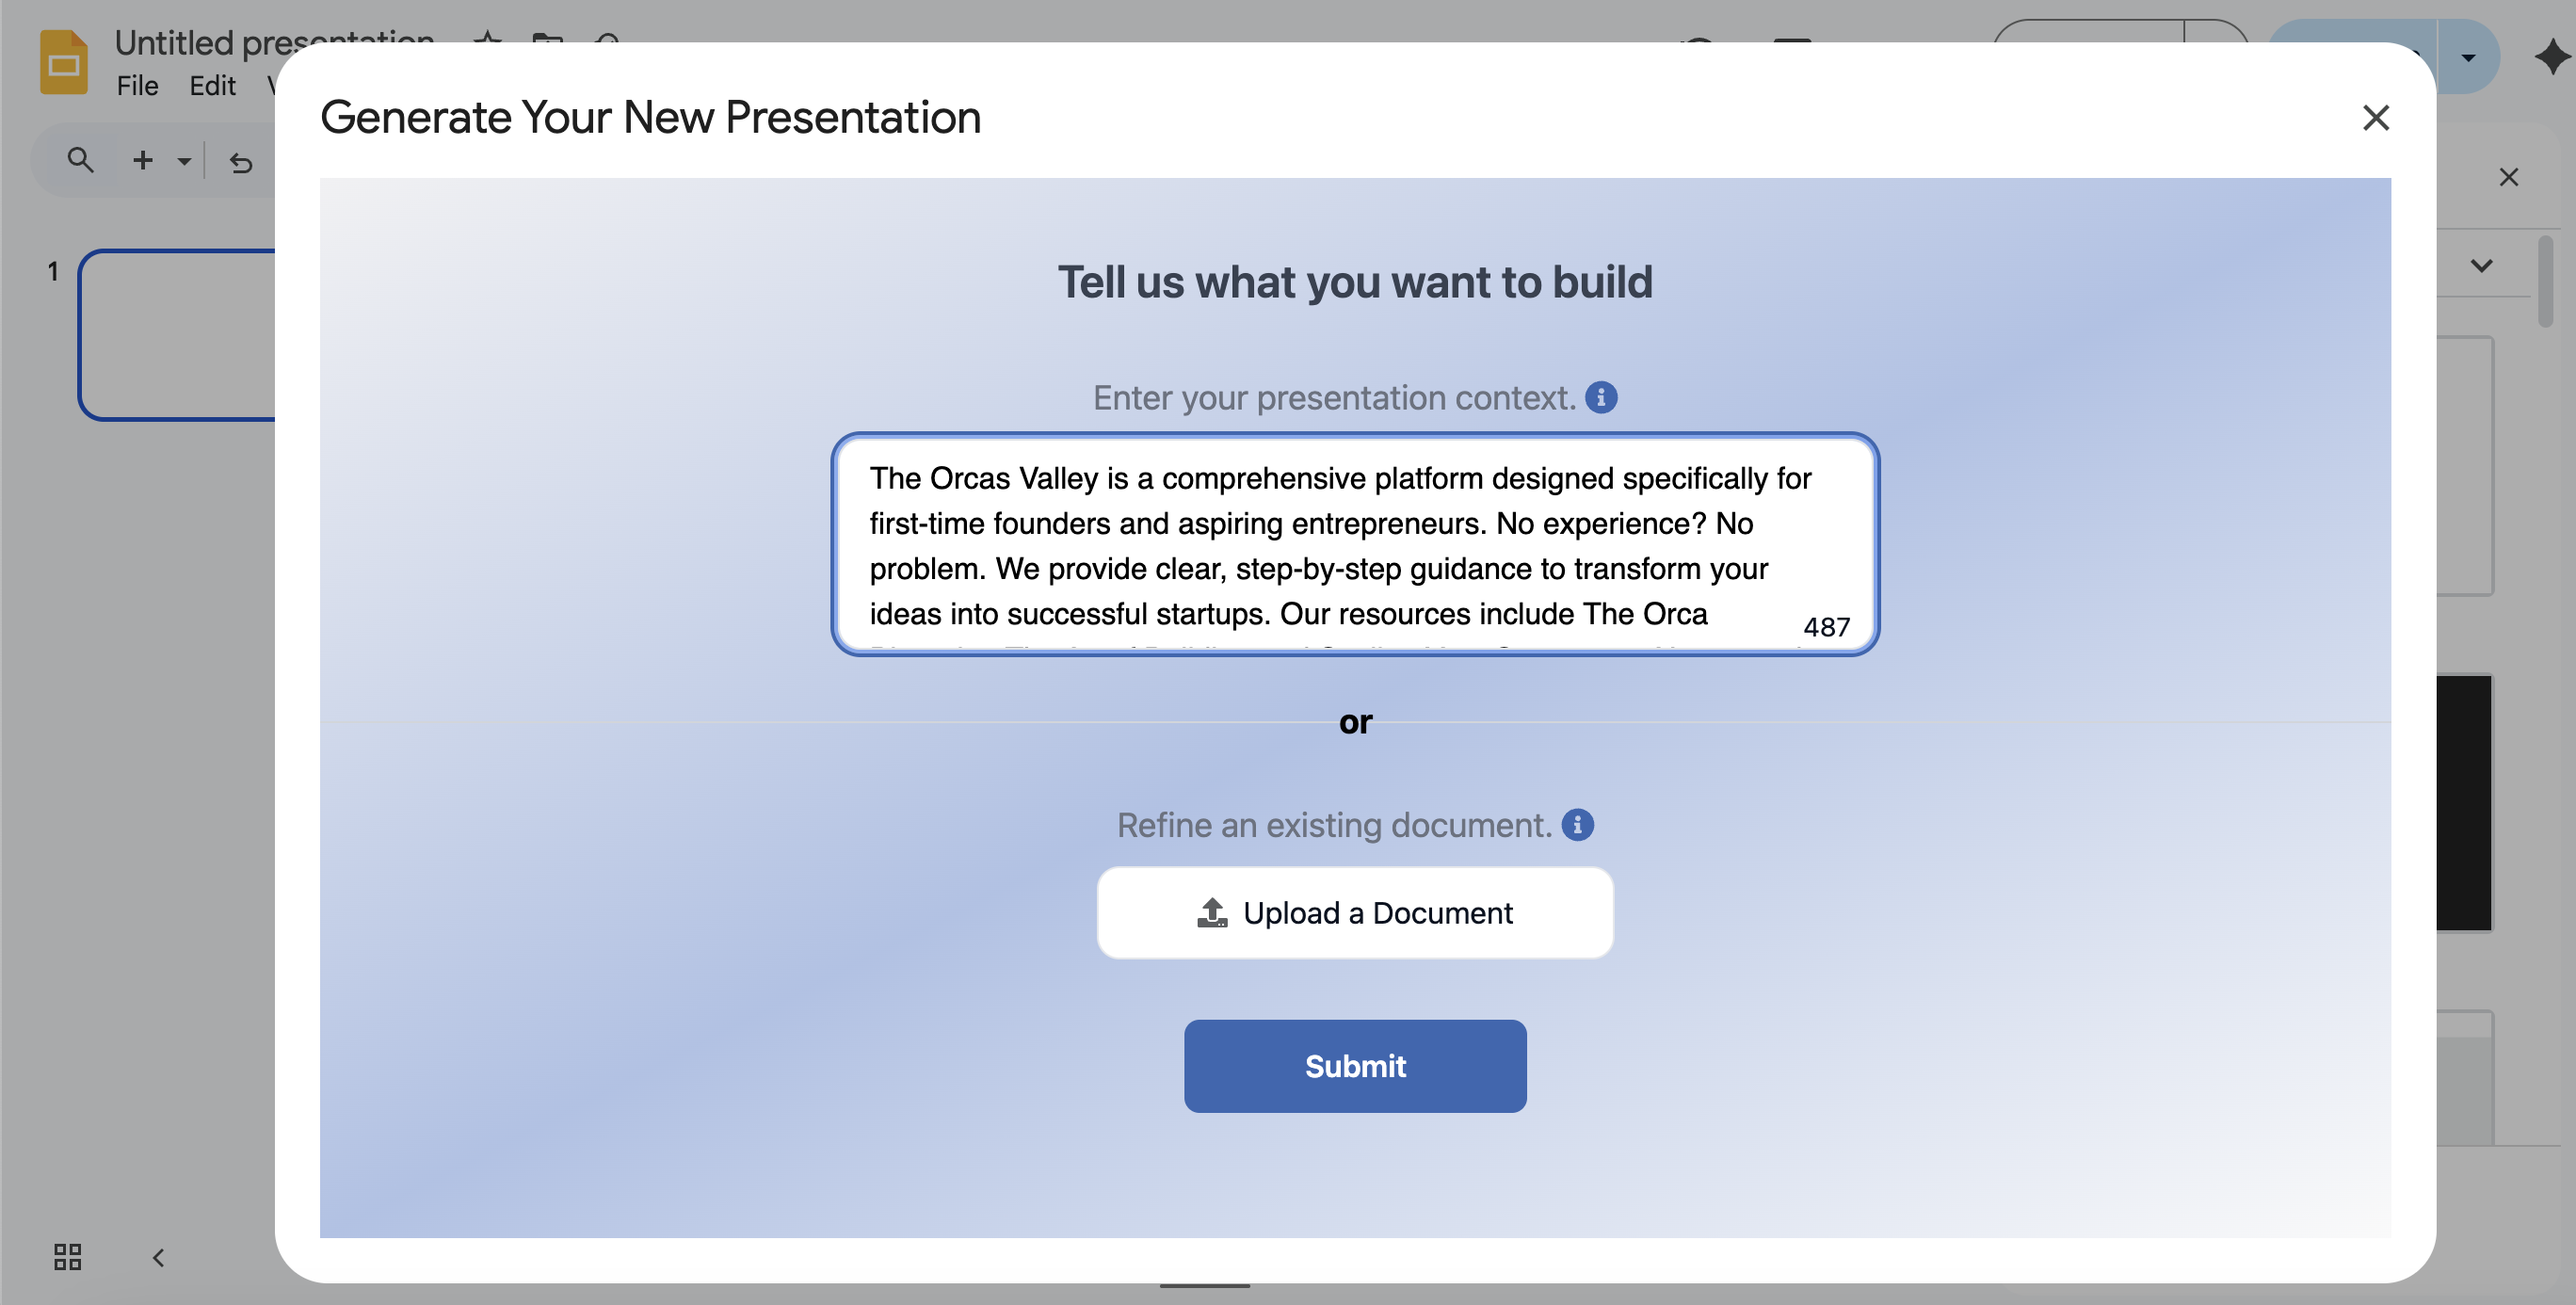 Untitled presentation
File Edit
Generate Your New Presentation
1
Tell us what you want to build
Enter your presentation context.
The Orcas Valley is a comprehensive platform designed specifically for
first-time founders and aspiring entrepreneurs. No experience? No
problem. We provide clear, step-by-step guidance to transform your
ideas into successful startups. Our resources include The Orca
487
or
Refine an existing document.
Upload a Document
Submit